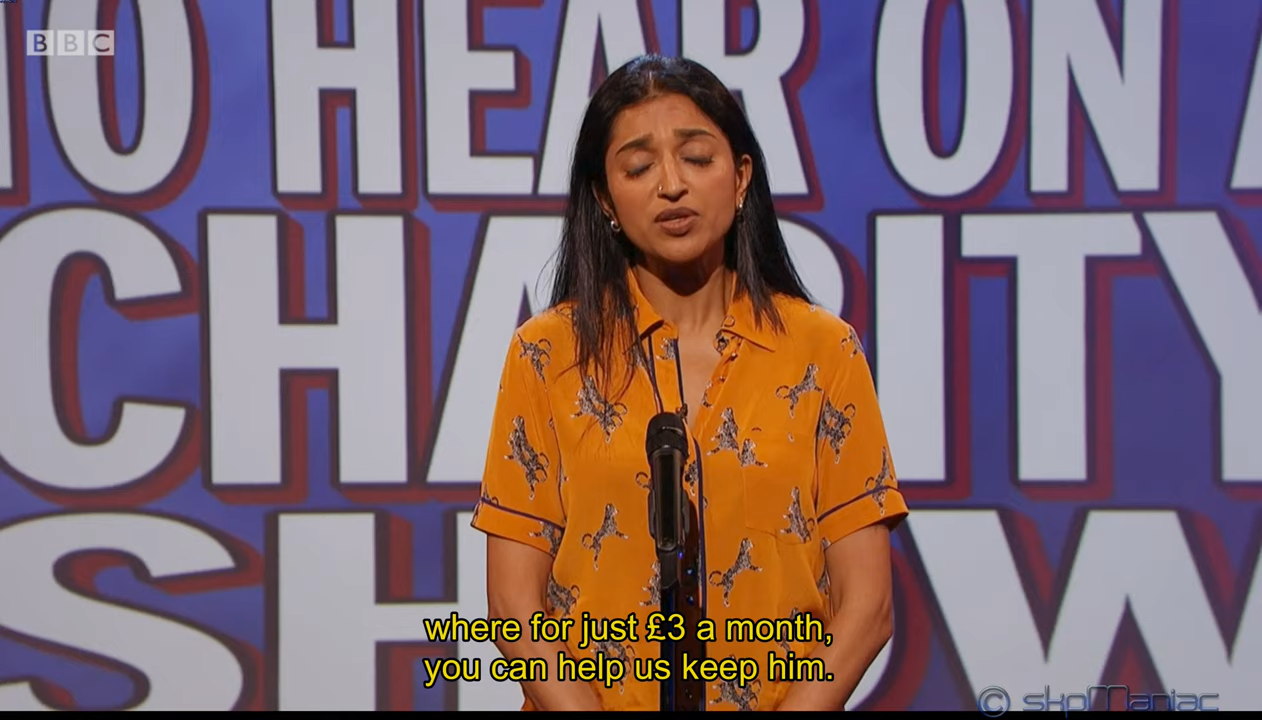 BBC
TO HEAR ON A
CHARITY
SHOW
where for just £3 a month,
you can help us keep him.
© skpManiac